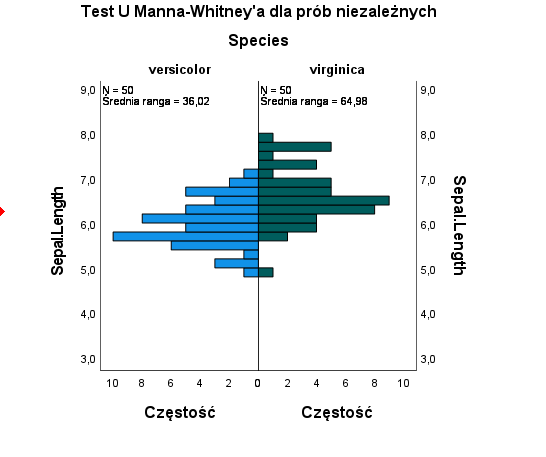 Test U Manna-Whitney'a dla prób niezależnych
Species
versicolor
virginica
N = 50
Średnia ranga = 36,02
N = 50
Średnia ranga = 64,98
9,0
8,0
7,0
6,0
5,0
4,0
3,0
Sepal.Length
9,0
8,0
7,0
6,0
5,0
4,0
3,0
Sepal.Length
10 8 6 4 2 0 2 4 6 8 10
Częstość
Częstość